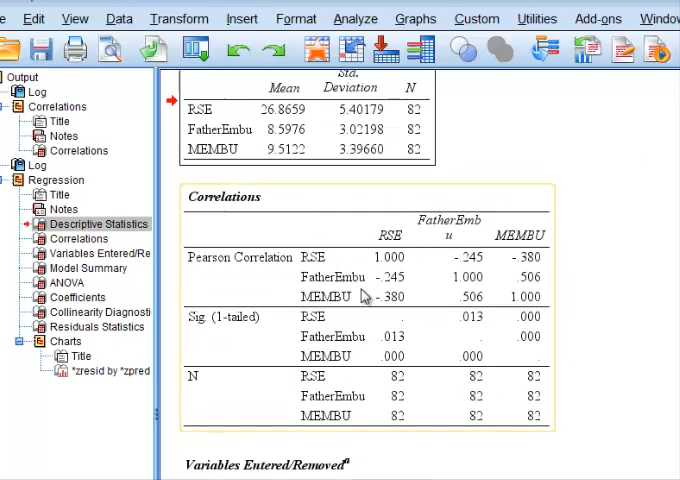 Edit View Data Transform Insert Format Analyze Graphs Custom Utilities Add-ons Window
Output
Log
Correlations
Title
Notes
Correlations
Log
Regression
Title
Notes
Descriptive Statistics
Correlations
Variables Entered/Re
Model Summary
ANOVA
Coefficients
Collinearity Diagnosti
Residuals Statistics
Charts
Title
*zresid by *zpred
Mean Std. Deviation N
RSE 26.8659 5.40179 82
FatherEmbu 8.5976 3.02198 82
MEMBU 9.5122 3.39660 82
Correlations
RSE FatherEmb
u MEMBU
Pearson Correlation RSE 1.000 -.245 -.380
FatherEmbu -.245 1.000 .506
MEMBU -.380 .506 1.000
Sig. (1-tailed) RSE . .013 .000
FatherEmbu .013 . .000
MEMBU .000 .000 .
N RSE 82 82 82
FatherEmbu 82 82 82
MEMBU 82 82 82
Variables Entered/Removedª